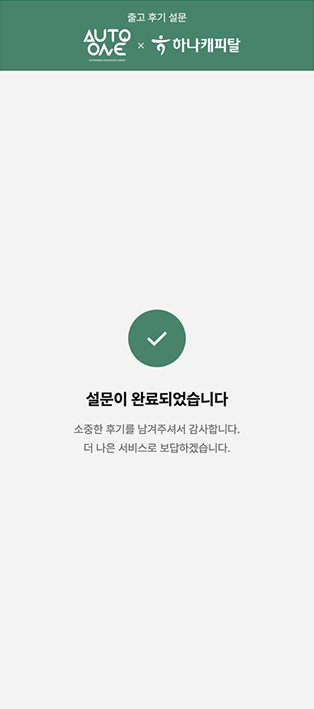 출고 후기 설문
AUTO ONE × 하나캐피탈
설문이 완료되었습니다
소중한 후기를 남겨주셔서 감사합니다.
더 나은 서비스로 보답하겠습니다.